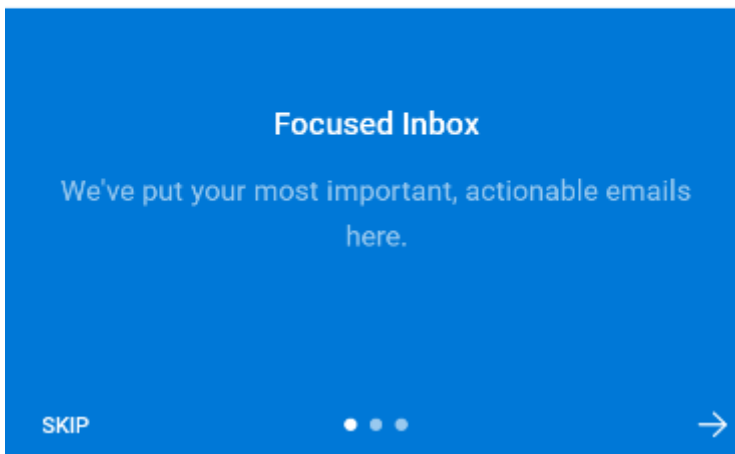 Focused Inbox
We've put your most important, actionable emails
here.
SKIP